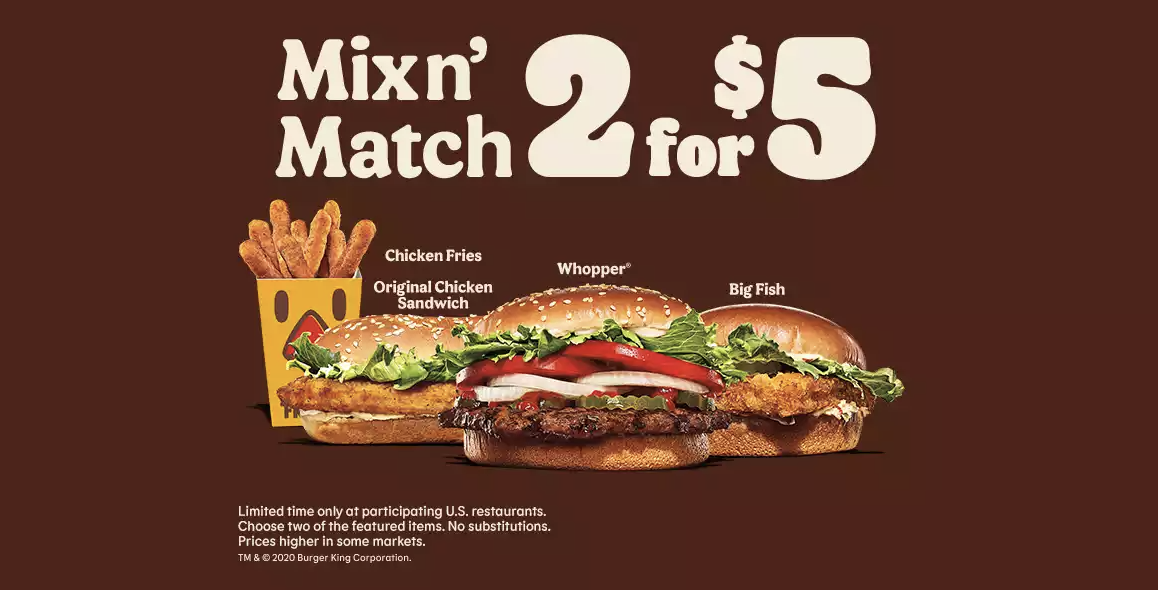 Mix n' Match 2 for $5
Chicken Fries
Original Chicken
Sandwich
Whopper®
Big Fish
Limited time only at participating U.S. restaurants.
Choose two of the featured items. No substitutions.
Prices higher in some markets.
TM & © 2020 Burger King Corporation.